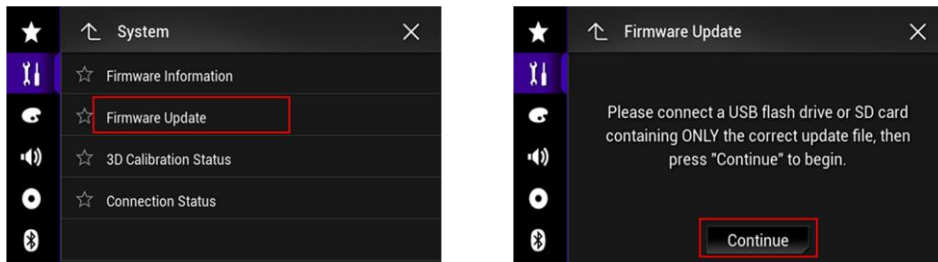 System
Firmware Information
Firmware Update
3D Calibration Status
Connection Status
Firmware Update
Please connect a USB flash drive or SD card
containing ONLY the correct update file, then
press "Continue" to begin.
Continue